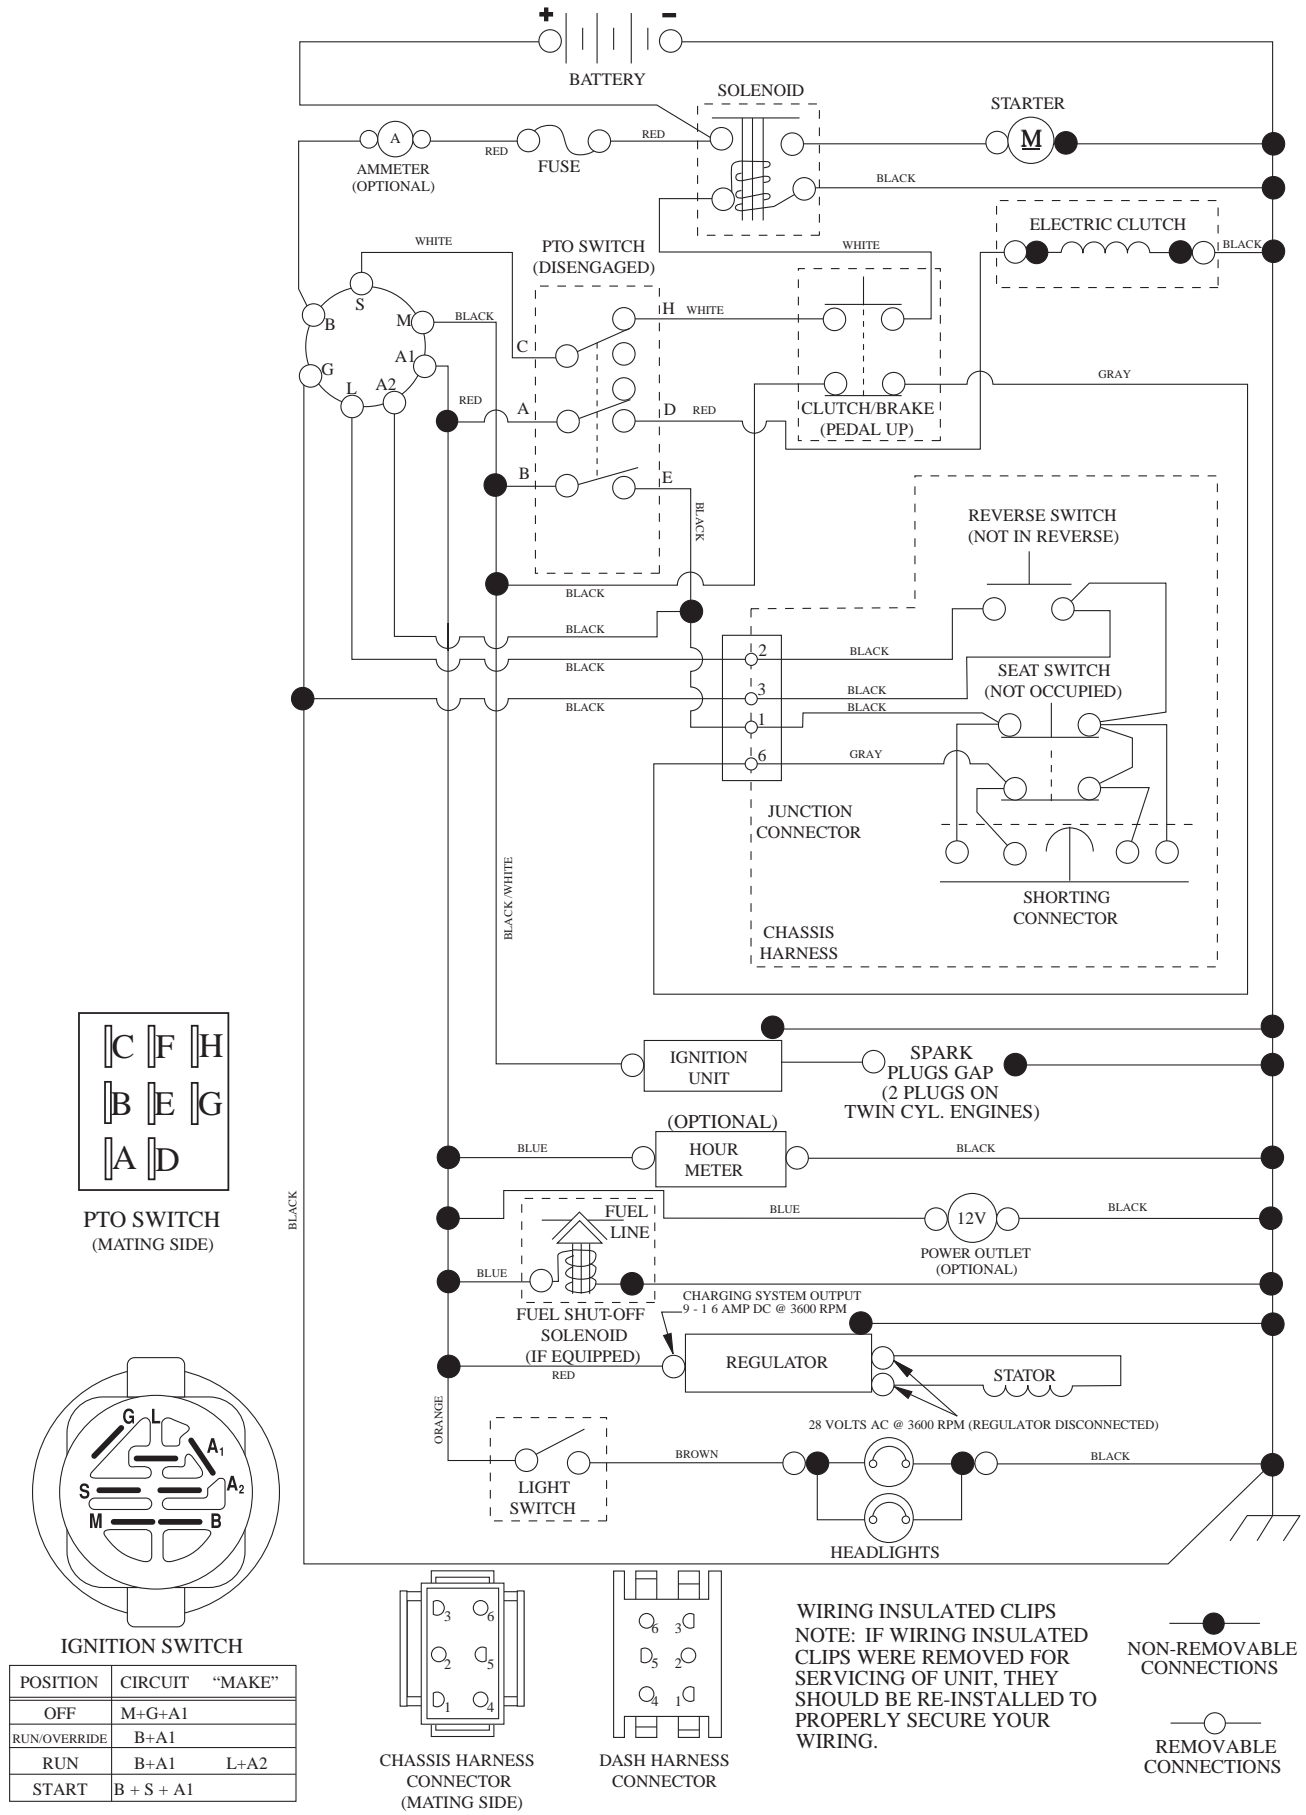 + −
BATTERY
SOLENOID
STARTER
A
RED
FUSE
RED
M
AMMETER
(OPTIONAL)
BLACK
ELECTRIC CLUTCH
WHITE
PTO SWITCH
(DISENGAGED)
WHITE
BLACK
S
B
M
BLACK
H
WHITE
C
G
A1
L
A2
GRAY
RED
A
D
RED
CLUTCH/BRAKE
(PEDAL UP)
B
E
BLACK
REVERSE SWITCH
(NOT IN REVERSE)
BLACK
BLACK
2
BLACK
BLACK
SEAT SWITCH
(NOT OCCUPIED)
3
BLACK
BLACK
BLACK
1
6
GRAY
JUNCTION
CONNECTOR
BLACK /WHITE
SHORTING
CONNECTOR
CHASSIS
HARNESS
C F H
B E G
A D
PTO SWITCH
(MATING SIDE)
IGNITION
UNIT
SPARK
PLUGS GAP
(2 PLUGS ON
TWIN CYL. ENGINES)
(OPTIONAL)
HOUR
METER
BLUE
BLACK
BLACK
FUEL
LINE
BLUE
12V
BLACK
POWER OUTLET
(OPTIONAL)
BLUE
CHARGING SYSTEM OUTPUT
9 - 1 6 AMP DC @ 3600 RPM
FUEL SHUT-OFF
SOLENOID
(IF EQUIPPED)
RED
REGULATOR
STATOR
28 VOLTS AC @ 3600 RPM (REGULATOR DISCONNECTED)
ORANGE
BROWN
BLACK
LIGHT
SWITCH
HEADLIGHTS
G L
A1
S
A2
M B
IGNITION SWITCH
POSITION CIRCUIT “MAKE”
OFF M+G+A1
RUN/OVERRIDE B+A1
RUN B+A1 L+A2
START B + S + A1
3 6
2 5
1 4
CHASSIS HARNESS
CONNECTOR
(MATING SIDE)
6 3
5 2
4 1
DASH HARNESS
CONNECTOR
WIRING INSULATED CLIPS
NOTE: IF WIRING INSULATED
CLIPS WERE REMOVED FOR
SERVICING OF UNIT, THEY
SHOULD BE RE-INSTALLED TO
PROPERLY SECURE YOUR
WIRING.
NON-REMOVABLE
CONNECTIONS
REMOVABLE
CONNECTIONS